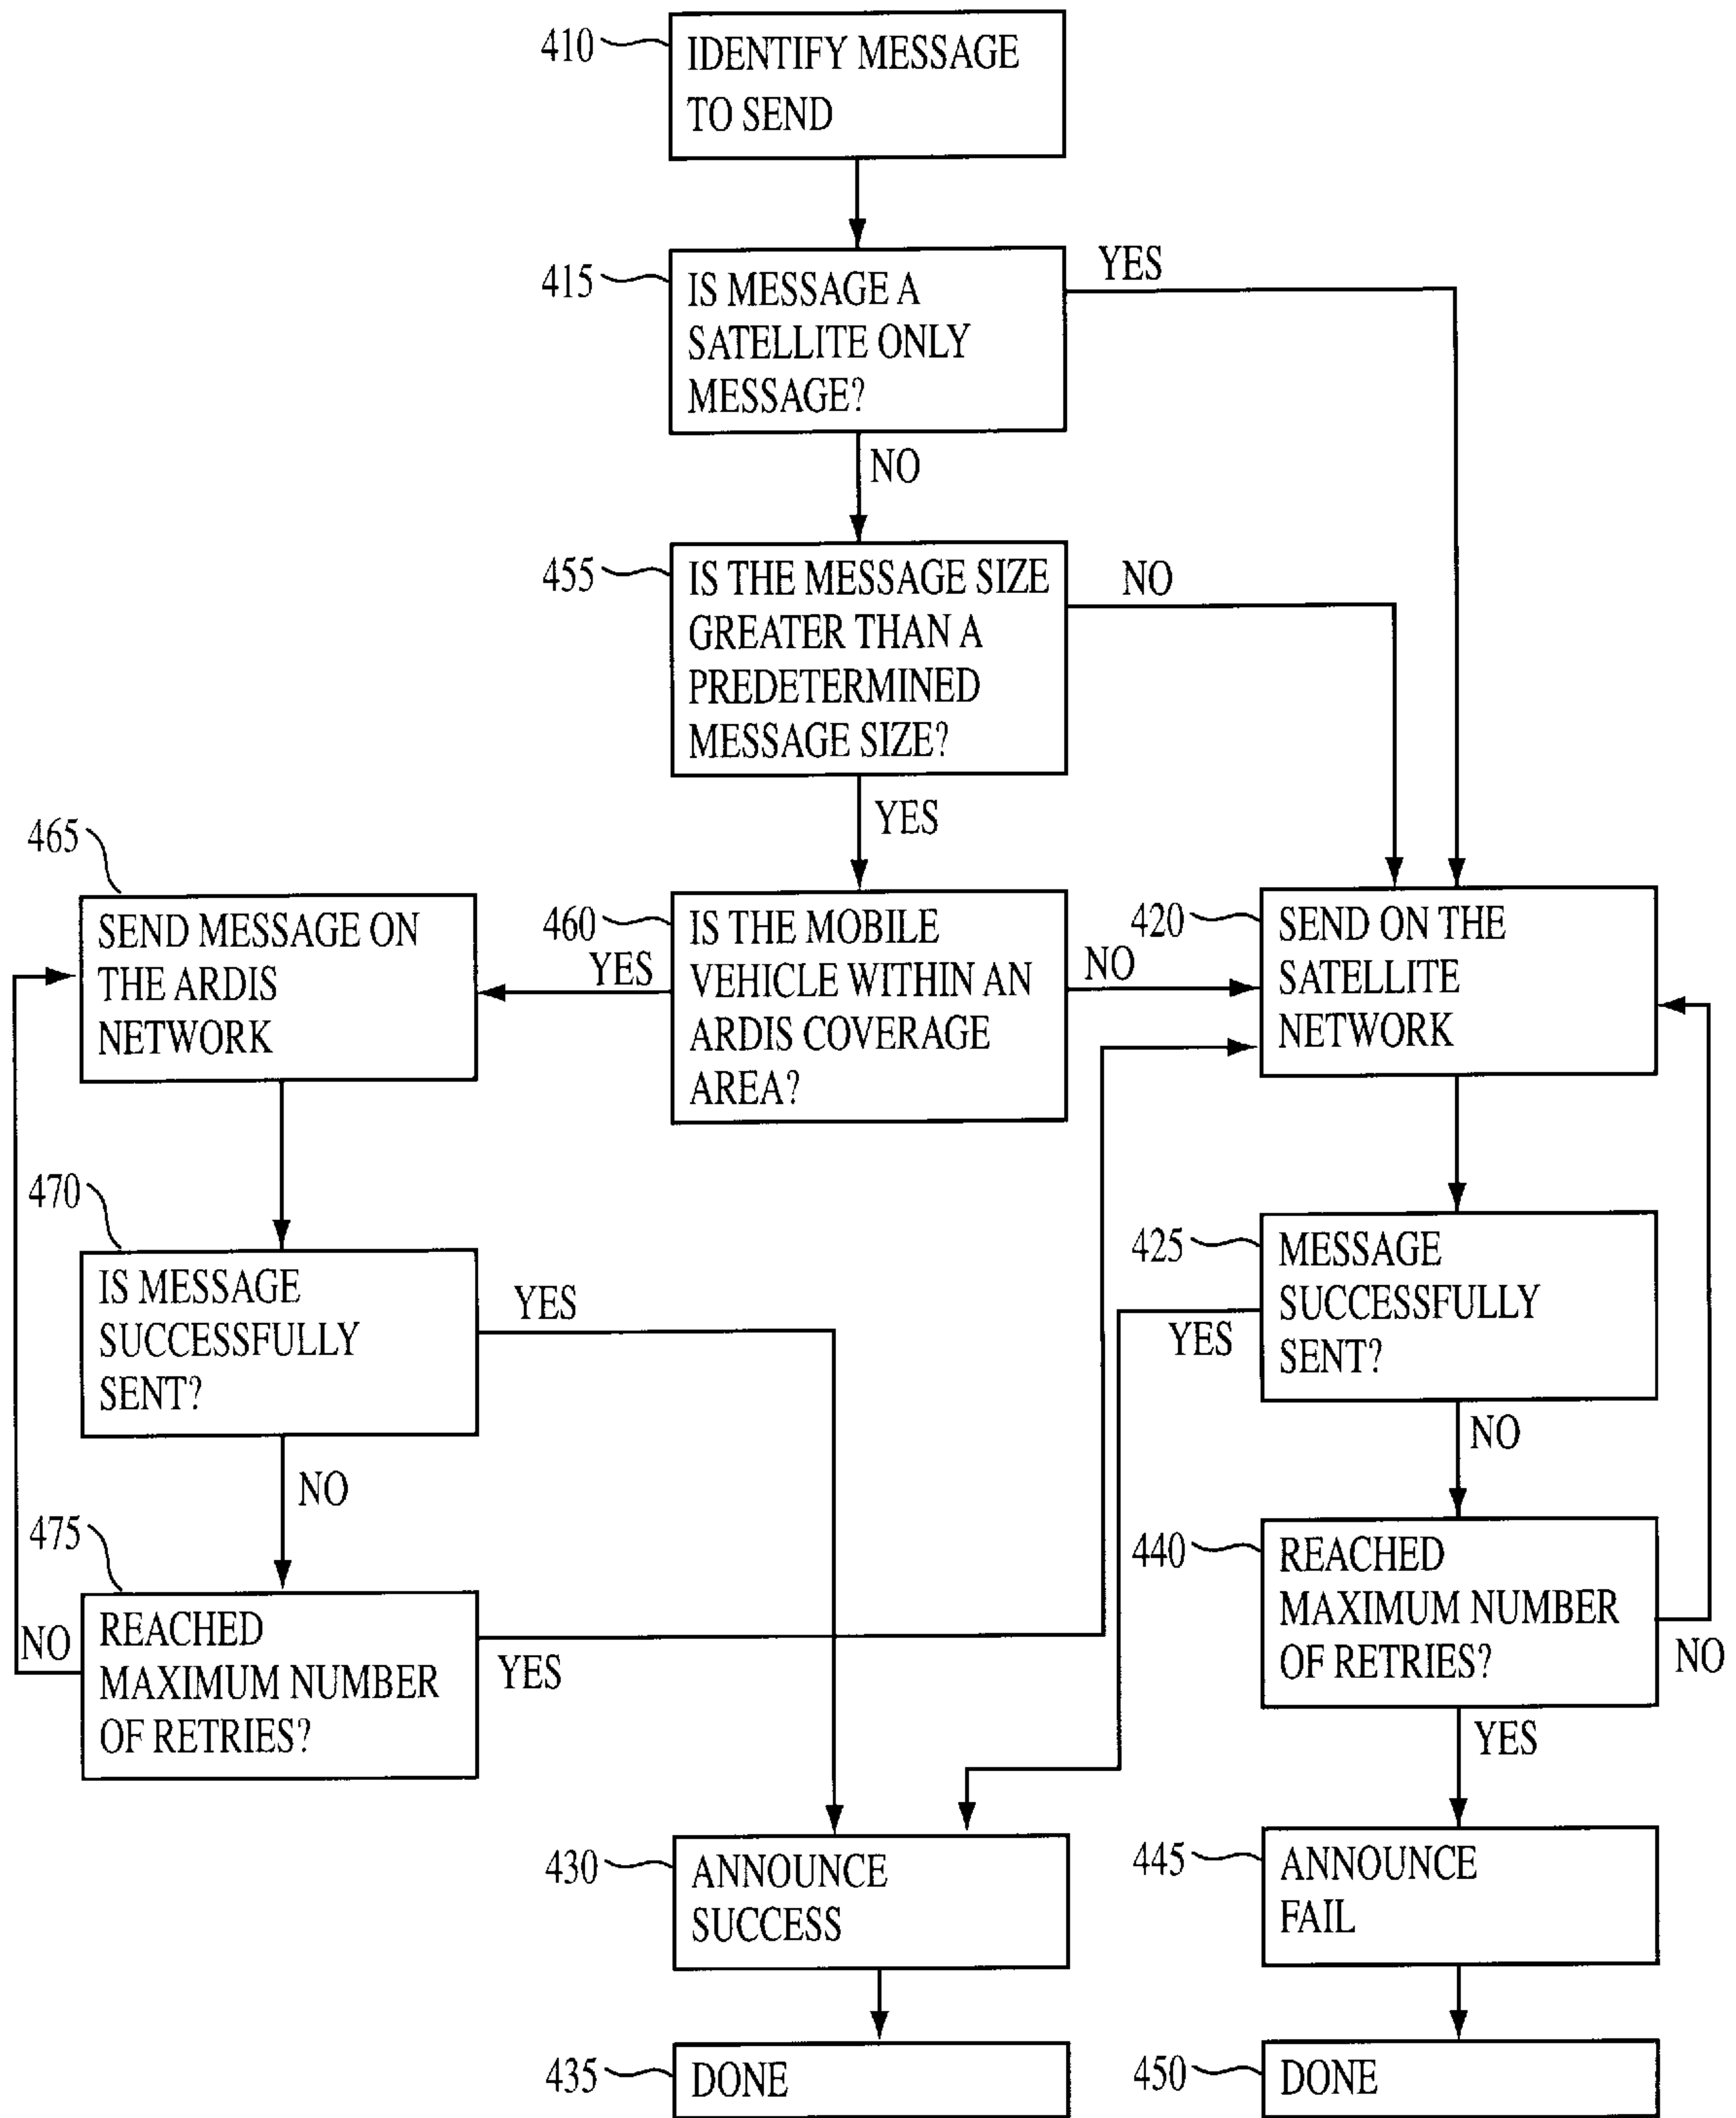 410
IDENTIFY MESSAGE
TO SEND
415
IS MESSAGE A
SATELLITE ONLY
MESSAGE?
YES
NO
455
IS THE MESSAGE SIZE
GREATER THAN A
PREDETERMINED
MESSAGE SIZE?
NO
YES
465
SEND MESSAGE ON
THE ARDIS
NETWORK
460
IS THE MOBILE
VEHICLE WITHIN AN
ARDIS COVERAGE
AREA?
YES
NO
420
SEND ON THE
SATELLITE
NETWORK
470
IS MESSAGE
SUCCESSFULLY
SENT?
YES
NO
425
MESSAGE
SUCCESSFULLY
SENT?
YES
NO
475
REACHED
MAXIMUM NUMBER
OF RETRIES?
NO
YES
440
REACHED
MAXIMUM NUMBER
OF RETRIES?
NO
YES
430
ANNOUNCE
SUCCESS
445
ANNOUNCE
FAIL
435
DONE
450
DONE